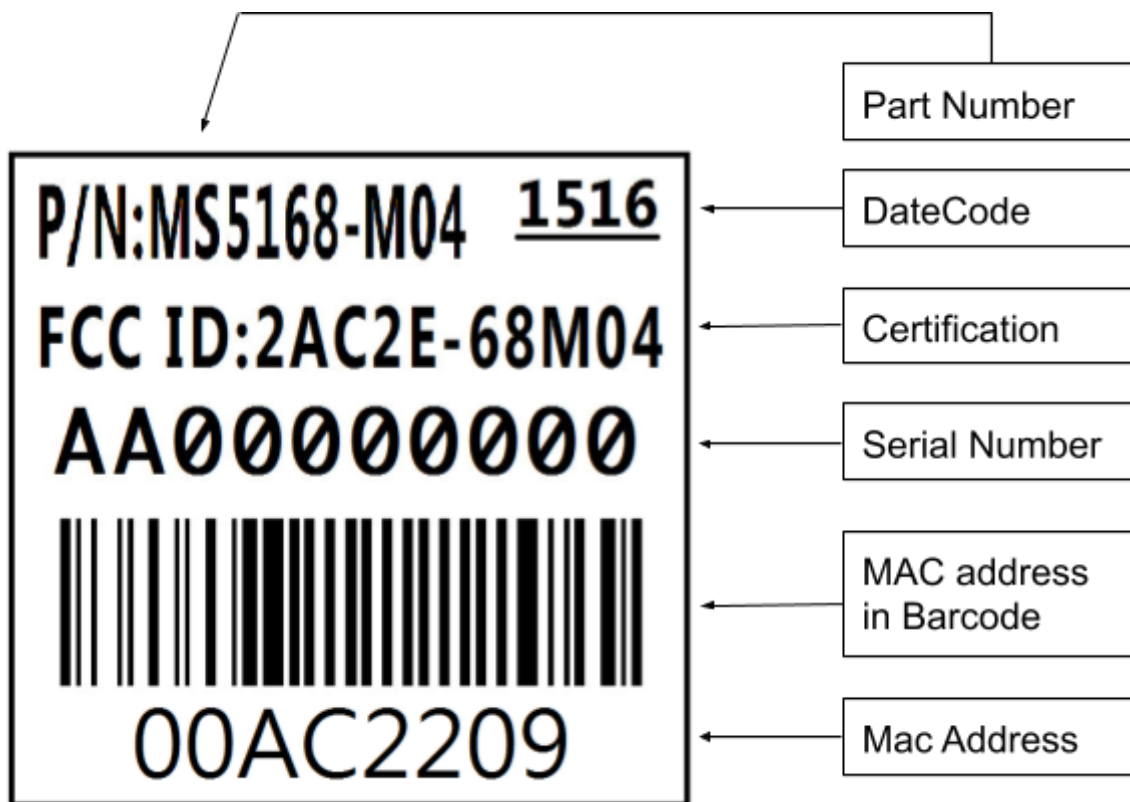 Part Number
P/N:MS5168-M04 1516
DateCode
FCC ID:2AC2E-68M04
Certification
AA00000000
Serial Number
MAC address
in Barcode
00AC2209
Mac Address